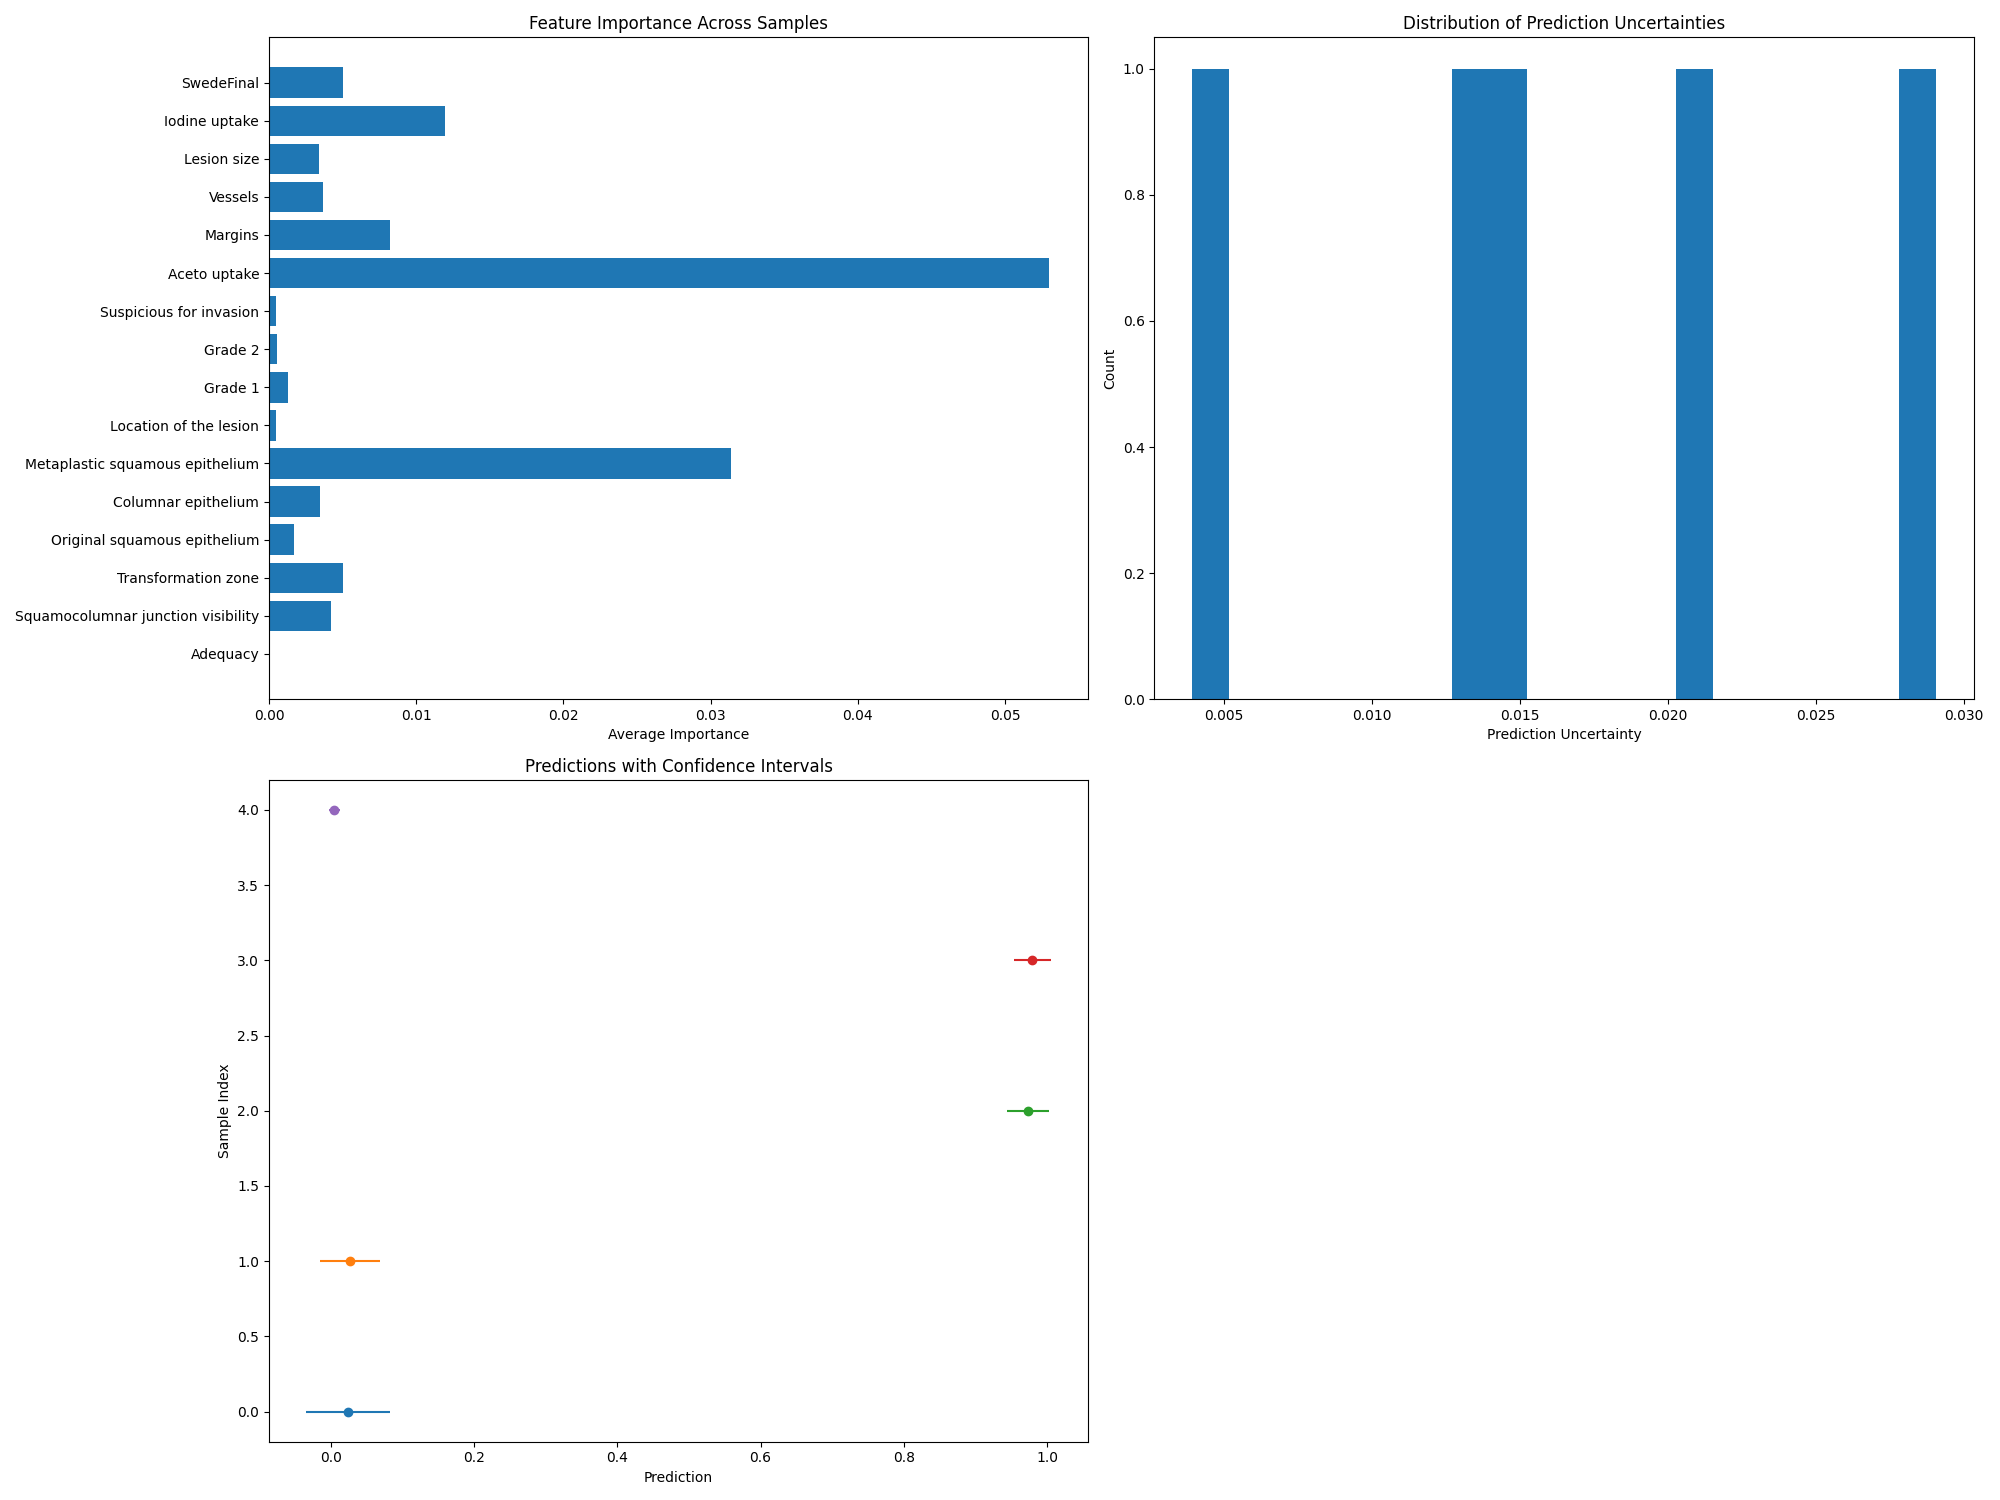 Feature Importance Across Samples
SwedeFinal
Iodine uptake
Lesion size
Vessels
Margins
Aceto uptake
Suspicious for invasion
Grade 2
Grade 1
Location of the lesion
Metaplastic squamous epithelium
Columnar epithelium
Original squamous epithelium
Transformation zone
Squamocolumnar junction visibility
Adequacy
0.00 0.01 0.02 0.03 0.04 0.05
Average Importance
Distribution of Prediction Uncertainties
Count
1.0
0.8
0.6
0.4
0.2
0.0
0.005 0.010 0.015 0.020 0.025 0.030
Prediction Uncertainty
Predictions with Confidence Intervals
Sample Index
4.0
3.5
3.0
2.5
2.0
1.5
1.0
0.5
0.0
0.0 0.2 0.4 0.6 0.8 1.0
Prediction